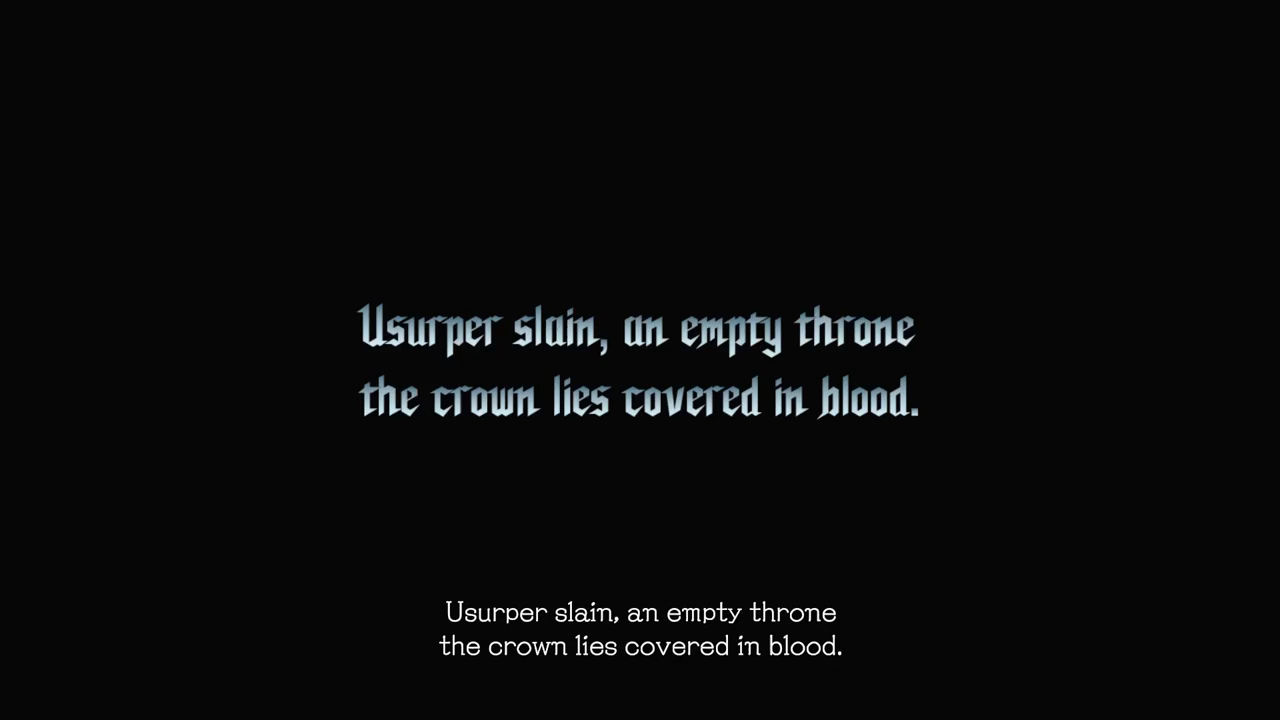 Usurper slain, an empty throne
the crown lies covered in blood.
Usurper slain, an empty throne
the crown lies covered in blood.